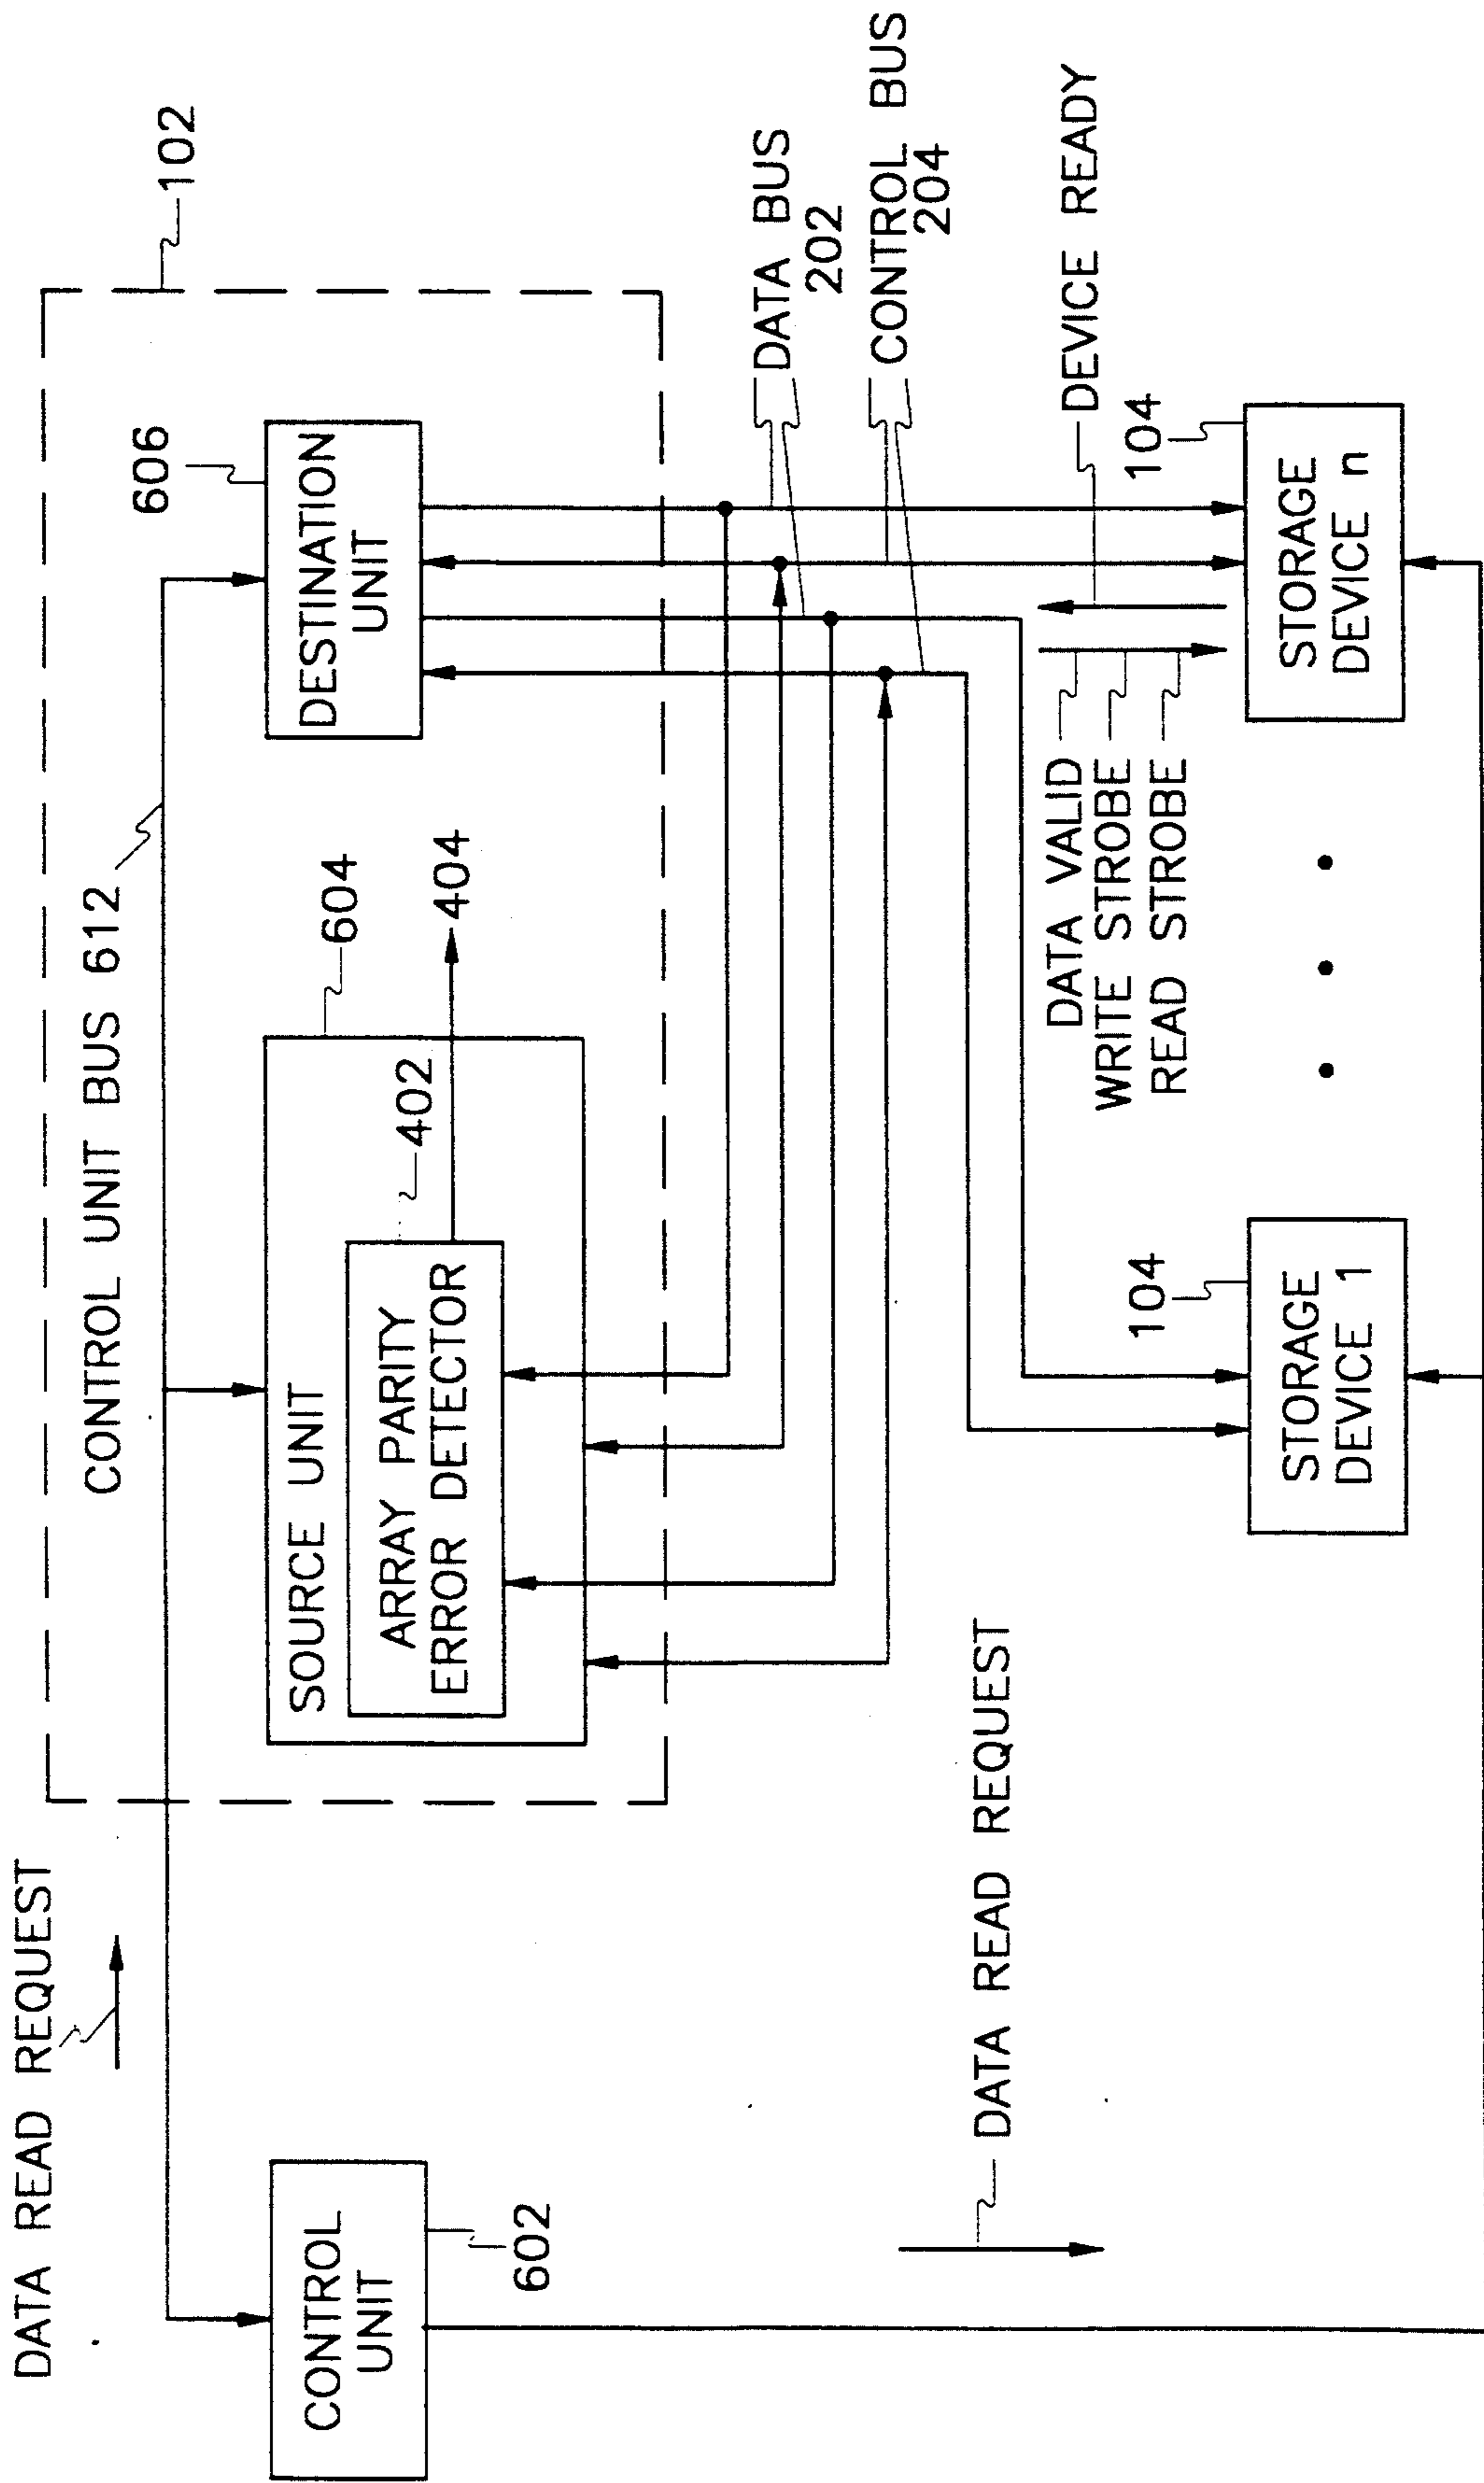 DATA READ REQUEST
CONTROL UNIT BUS 612
102
CONTROL
UNIT
602
SOURCE UNIT
604
ARRAY PARITY
ERROR DETECTOR
402
404
606
DESTINATION
UNIT
DATA BUS
202
CONTROL BUS
204
DATA READ REQUEST
DATA VALID
WRITE STROBE
READ STROBE
DEVICE READY
104
STORAGE
DEVICE 1
104
STORAGE
DEVICE n